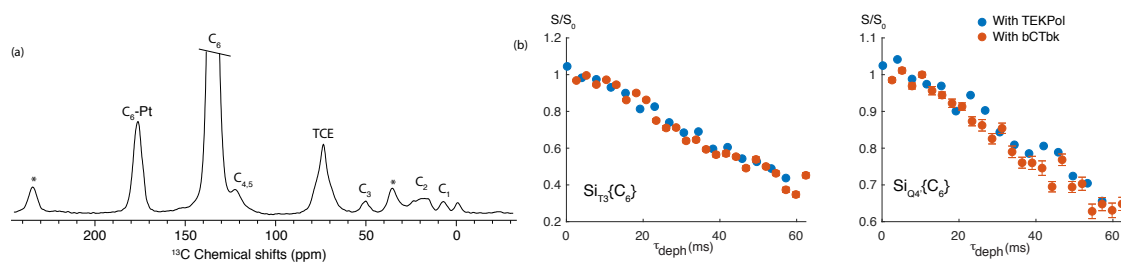 (a)
C6
C6-Pt
TCE
*
C4,5
C3
*
C2
C1
200 150 100 50 0
13C Chemical shifts (ppm)
(b)
S/S0
1.2
1
0.8
0.6
0.4
0.2
SiT3{C6}
0 20 40 60
τdeph(ms)
S/S0
With TEKPol
With bCTbk
1.1
1
0.9
0.8
0.7
0.6
SiQ4'{C6}
0 20 40 60
τdeph(ms)